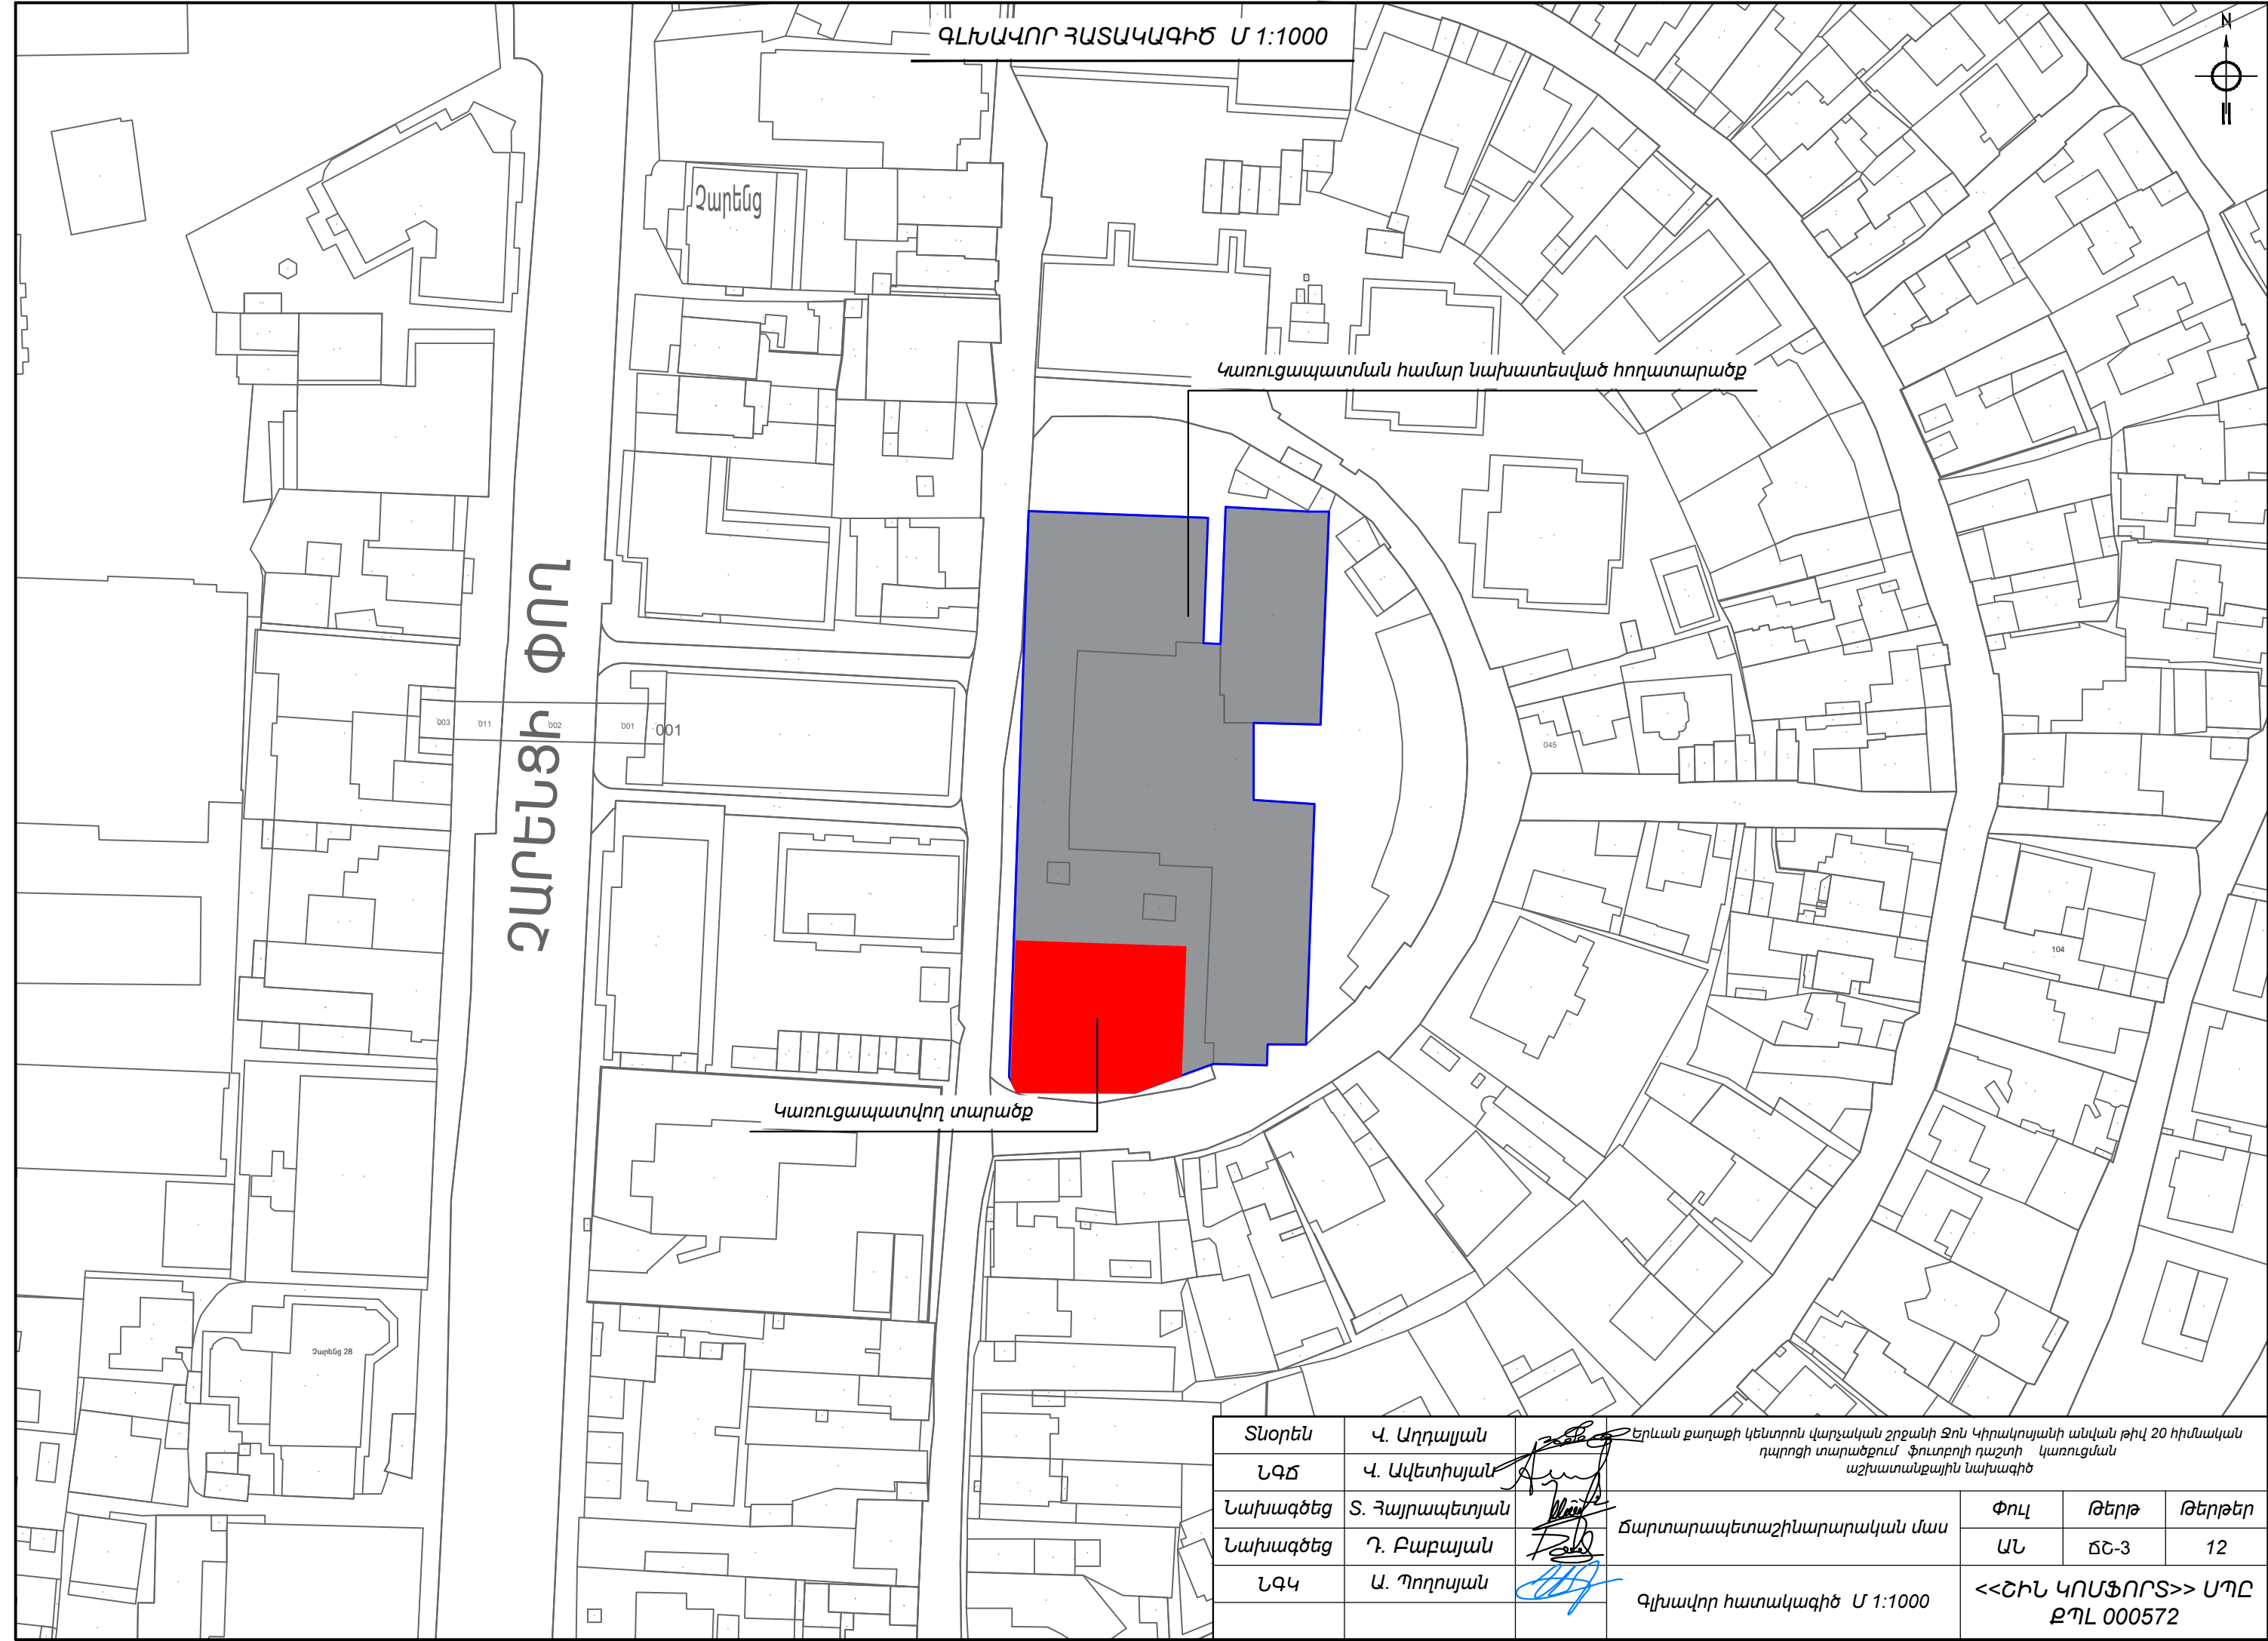 ԳԼԽԱՎՈՐ ՀԱՏԱԿԱԳԻԾ Մ 1:1000
N
Չարենց
Կառուցապատման համար նախատեսված հողատարածք
ՉԱՐԵՆՑԻ ՓՈՂ
003
011
002
001
001
045
104
Կառուցապատվող տարածք
Չարենց 28
Տնօրեն Վ. Աղդալյան
ՆԳՃ Վ. Ավետիսյան
Նախագծեց Տ. Հայրապետյան
Նախագծեց Դ. Բաբայան
ՆԳԿ Ա. Պողոսյան
Երևան քաղաքի կենտրոն վարչական շրջանի Ջոն Կիրակոսյանի անվան թիվ 20 հիմնական
դպրոցի տարածքում ֆուտբոլի դաշտի կառուցման
աշխատանքային նախագիծ
Ճարտարապետաշինարարական մաս
Փուլ Թերթ Թերթեր
ԱՆ ՃՇ-3 12
Գլխավոր հատակագիծ Մ 1:1000
<<ՇԻՆ ԿՈՄՖՈՐՏ>> ՍՊԸ
ՔՊԼ 000572